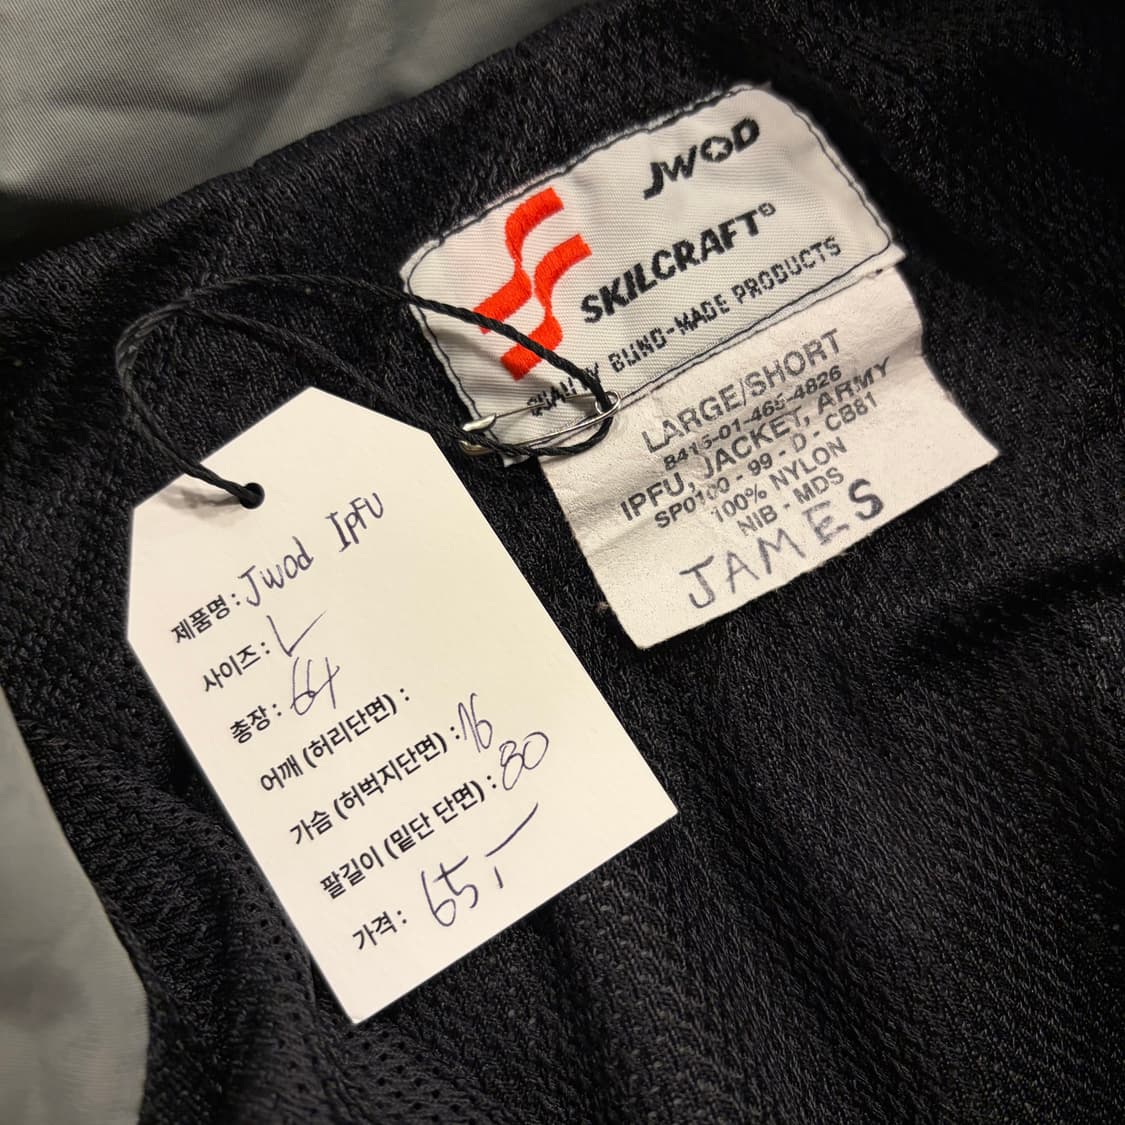 JWOD
SKILCRAFT®
QUALITY BLIND-MADE PRODUCTS
LARGE/SHORT
8415-01-465-4826
IPFU, JACKET, ARMY
SP0100 - 99 - D - CB81
100% NYLON
NIB - MDS
JAMES
제품명 : Jwod IPFU
사이즈 : L
총장 : 64
어깨 (허리단면) :
가슴 (허벅지단면) :
팔길이 (밑단 단면) : 80
가격 : 65,-